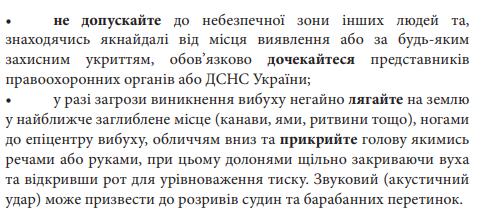 • не допускайте до небезпечної зони інших людей та,
знаходячись якнайдалі від місця виявлення або за будь-яким
захисним укриттям, обов’язково дочекайтеся представників
правоохоронних органів або ДСНС України;
• у разі загрози виникнення вибуху негайно лягайте на землю
у найближче заглиблене місце (канави, ями, ритвини тощо), ногами
до епіцентру вибуху, обличчям вниз та прикрийте голову якимись
речами або руками, при цьому долонями щільно закриваючи вуха
та відкривши рот для урівноваження тиску. Звуковий (акустичний
удар) може призвести до розривів судин та барабанних перетинок.